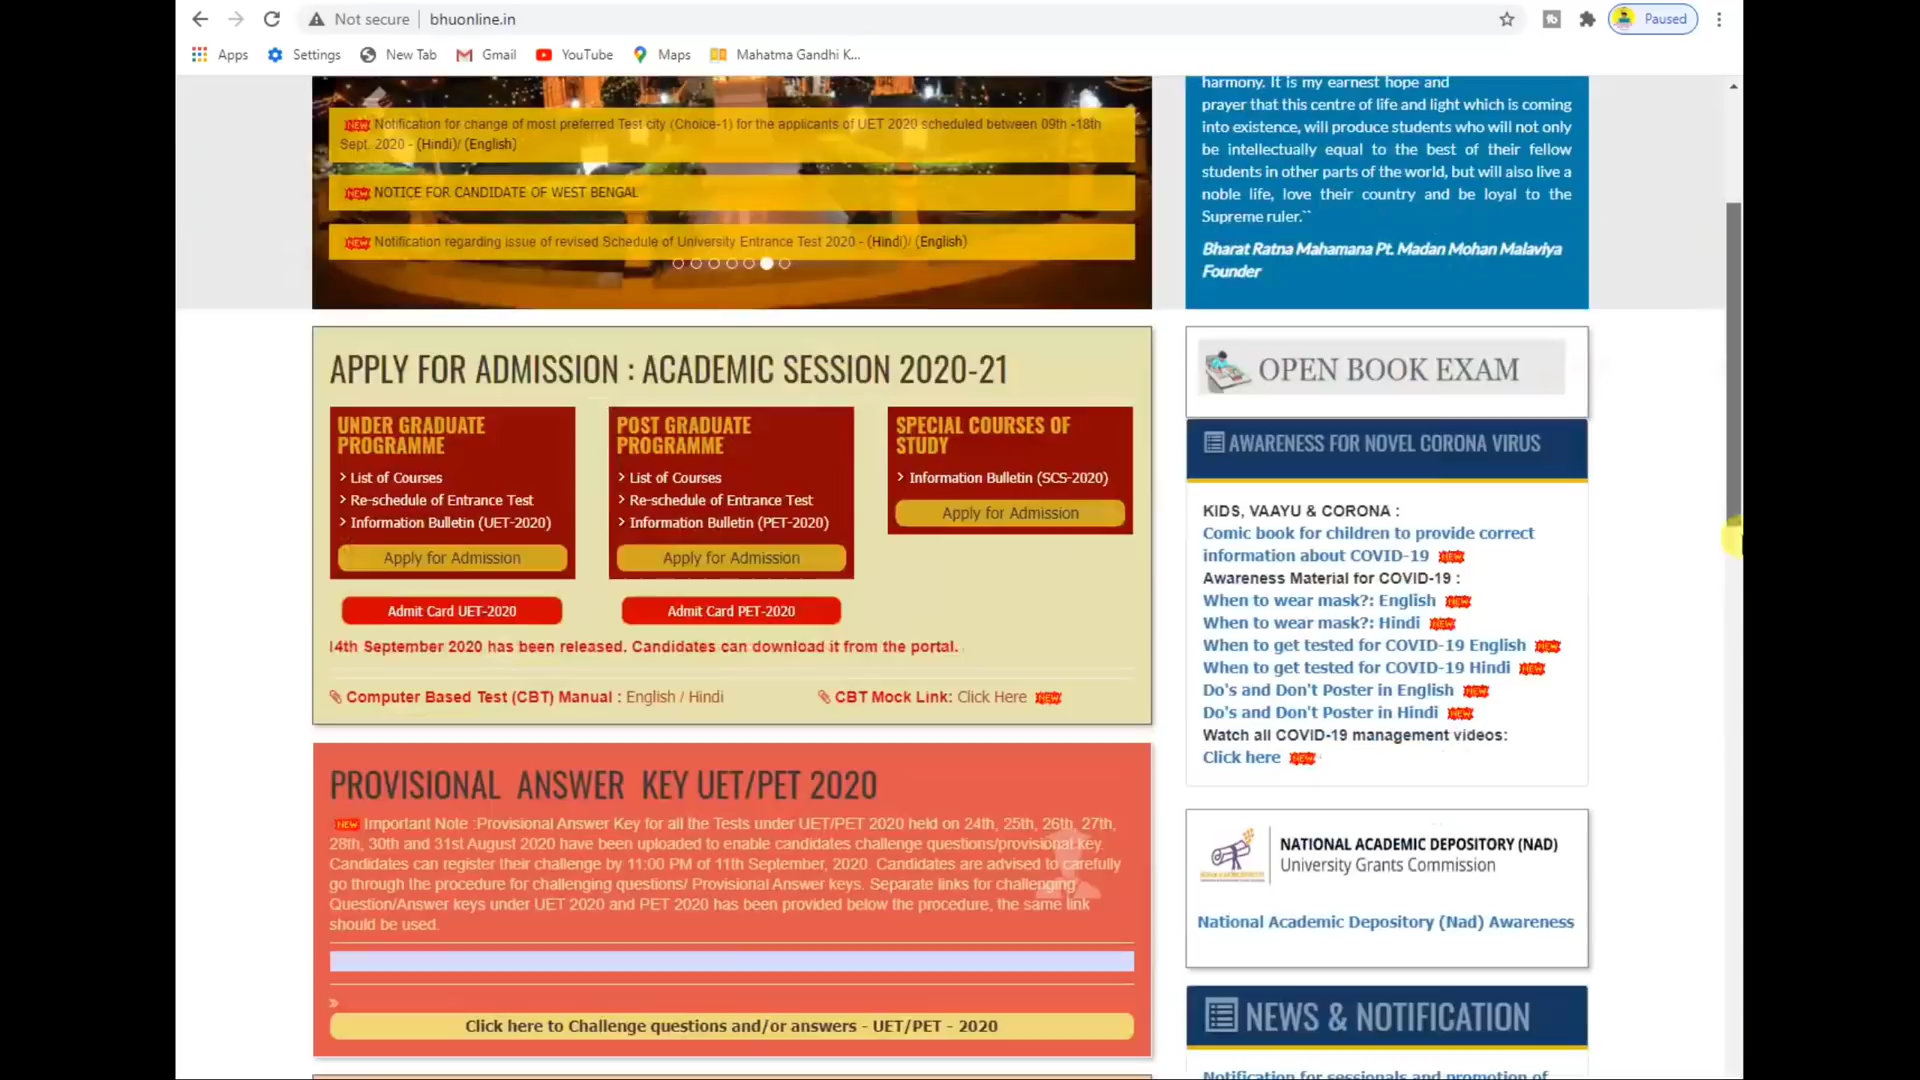 Not secure | bhuonline.in
Paused
Apps Settings New Tab Gmail YouTube Maps Mahatma Gandhi K...
NEW Notification for change of most preferred Test city (Choice-1) for the applicants of UET 2020 scheduled between 09th -18th
Sept. 2020 - (Hindi)/ (English)
NEW NOTICE FOR CANDIDATE OF WEST BENGAL
NEW Notification regarding issue of revised Schedule of University Entrance Test 2020 - (Hindi)/ (English)
harmony. It is my earnest hope and
prayer that this centre of life and light which is coming
into existence, will produce students who will not only
be intellectually equal to the best of their fellow
students in other parts of the world, but will also live a
noble life, love their country and be loyal to the
Supreme ruler.``
Bharat Ratna Mahamana Pt. Madan Mohan Malaviya
Founder
APPLY FOR ADMISSION : ACADEMIC SESSION 2020-21
UNDER GRADUATE
PROGRAMME
List of Courses
Re-schedule of Entrance Test
Information Bulletin (UET-2020)
Apply for Admission
Admit Card UET-2020
POST GRADUATE
PROGRAMME
List of Courses
Re-schedule of Entrance Test
Information Bulletin (PET-2020)
Apply for Admission
Admit Card PET-2020
SPECIAL COURSES OF
STUDY
Information Bulletin (SCS-2020)
Apply for Admission
14th September 2020 has been released. Candidates can download it from the portal.
Computer Based Test (CBT) Manual : English / Hindi
CBT Mock Link: Click Here NEW
PROVISIONAL ANSWER KEY UET/PET 2020
NEW Important Note :Provisional Answer Key for all the Tests under UET/PET 2020 held on 24th, 25th, 26th, 27th,
28th, 30th and 31st August 2020 have been uploaded to enable candidates challenge questions/provisional key.
Candidates can register their challenge by 11:00 PM of 11th September, 2020. Candidates are advised to carefully
go through the procedure for challenging questions/ Provisional Answer keys. Separate links for challenging
Question/Answer keys under UET 2020 and PET 2020 has been provided below the procedure, the same link
should be used.
Click here to Challenge questions and/or answers - UET/PET - 2020
OPEN BOOK EXAM
AWARENESS FOR NOVEL CORONA VIRUS
KIDS, VAAYU & CORONA :
Comic book for children to provide correct
information about COVID-19 NEW
Awareness Material for COVID-19 :
When to wear mask?: English NEW
When to wear mask?: Hindi NEW
When to get tested for COVID-19 English NEW
When to get tested for COVID-19 Hindi NEW
Do's and Don't Poster in English NEW
Do's and Don't Poster in Hindi NEW
Watch all COVID-19 management videos:
Click here NEW
NATIONAL ACADEMIC DEPOSITORY (NAD)
University Grants Commission
National Academic Depository (Nad) Awareness
NEWS & NOTIFICATION
Notification for sessionals and promotion of